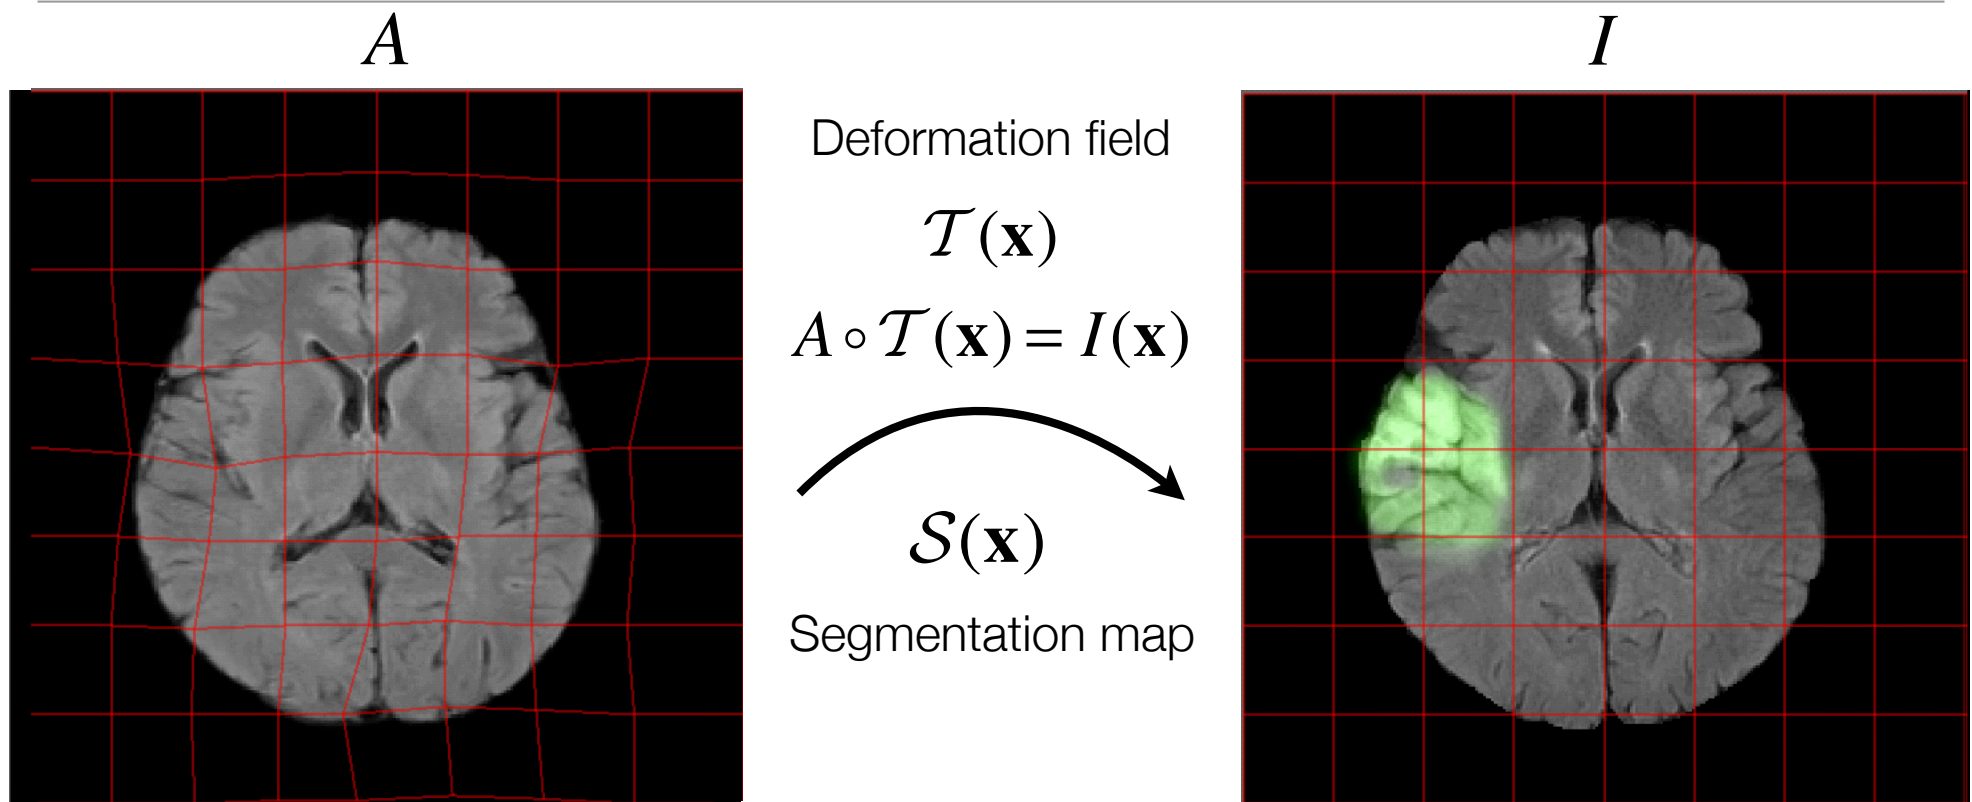 A
I
Deformation field
𝒯(𝐱)
A∘𝒯(𝐱) = I(𝐱)
𝒮(𝐱)
Segmentation map